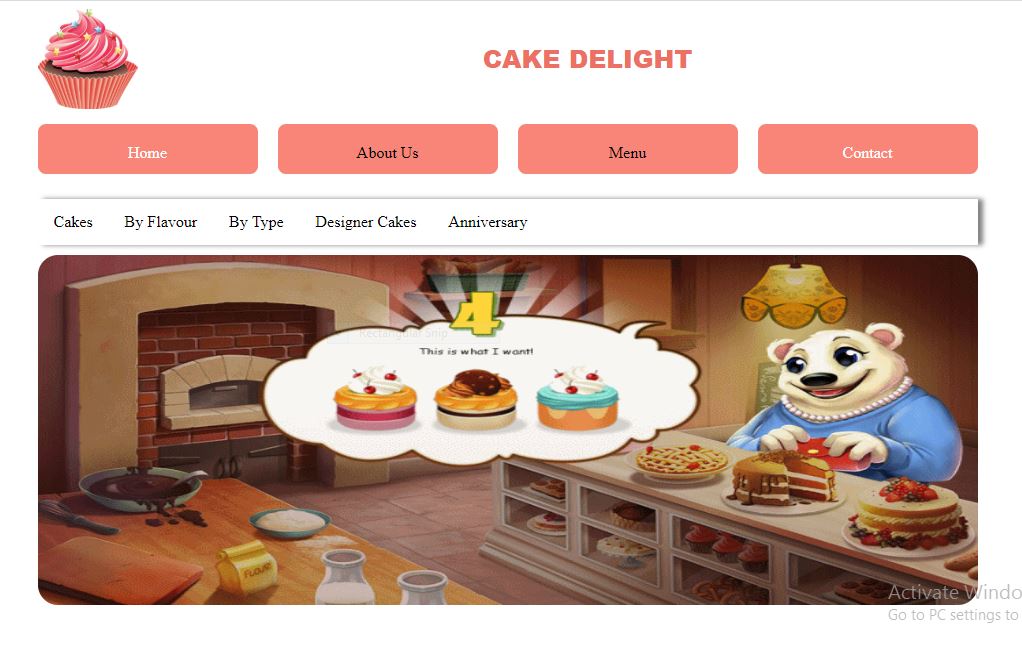 CAKE DELIGHT
Home About Us Menu Contact
Cakes By Flavour By Type Designer Cakes Anniversary
4
Rectangular Snip
This is what I want!
FLOUR
Activate Windo
Go to PC settings to